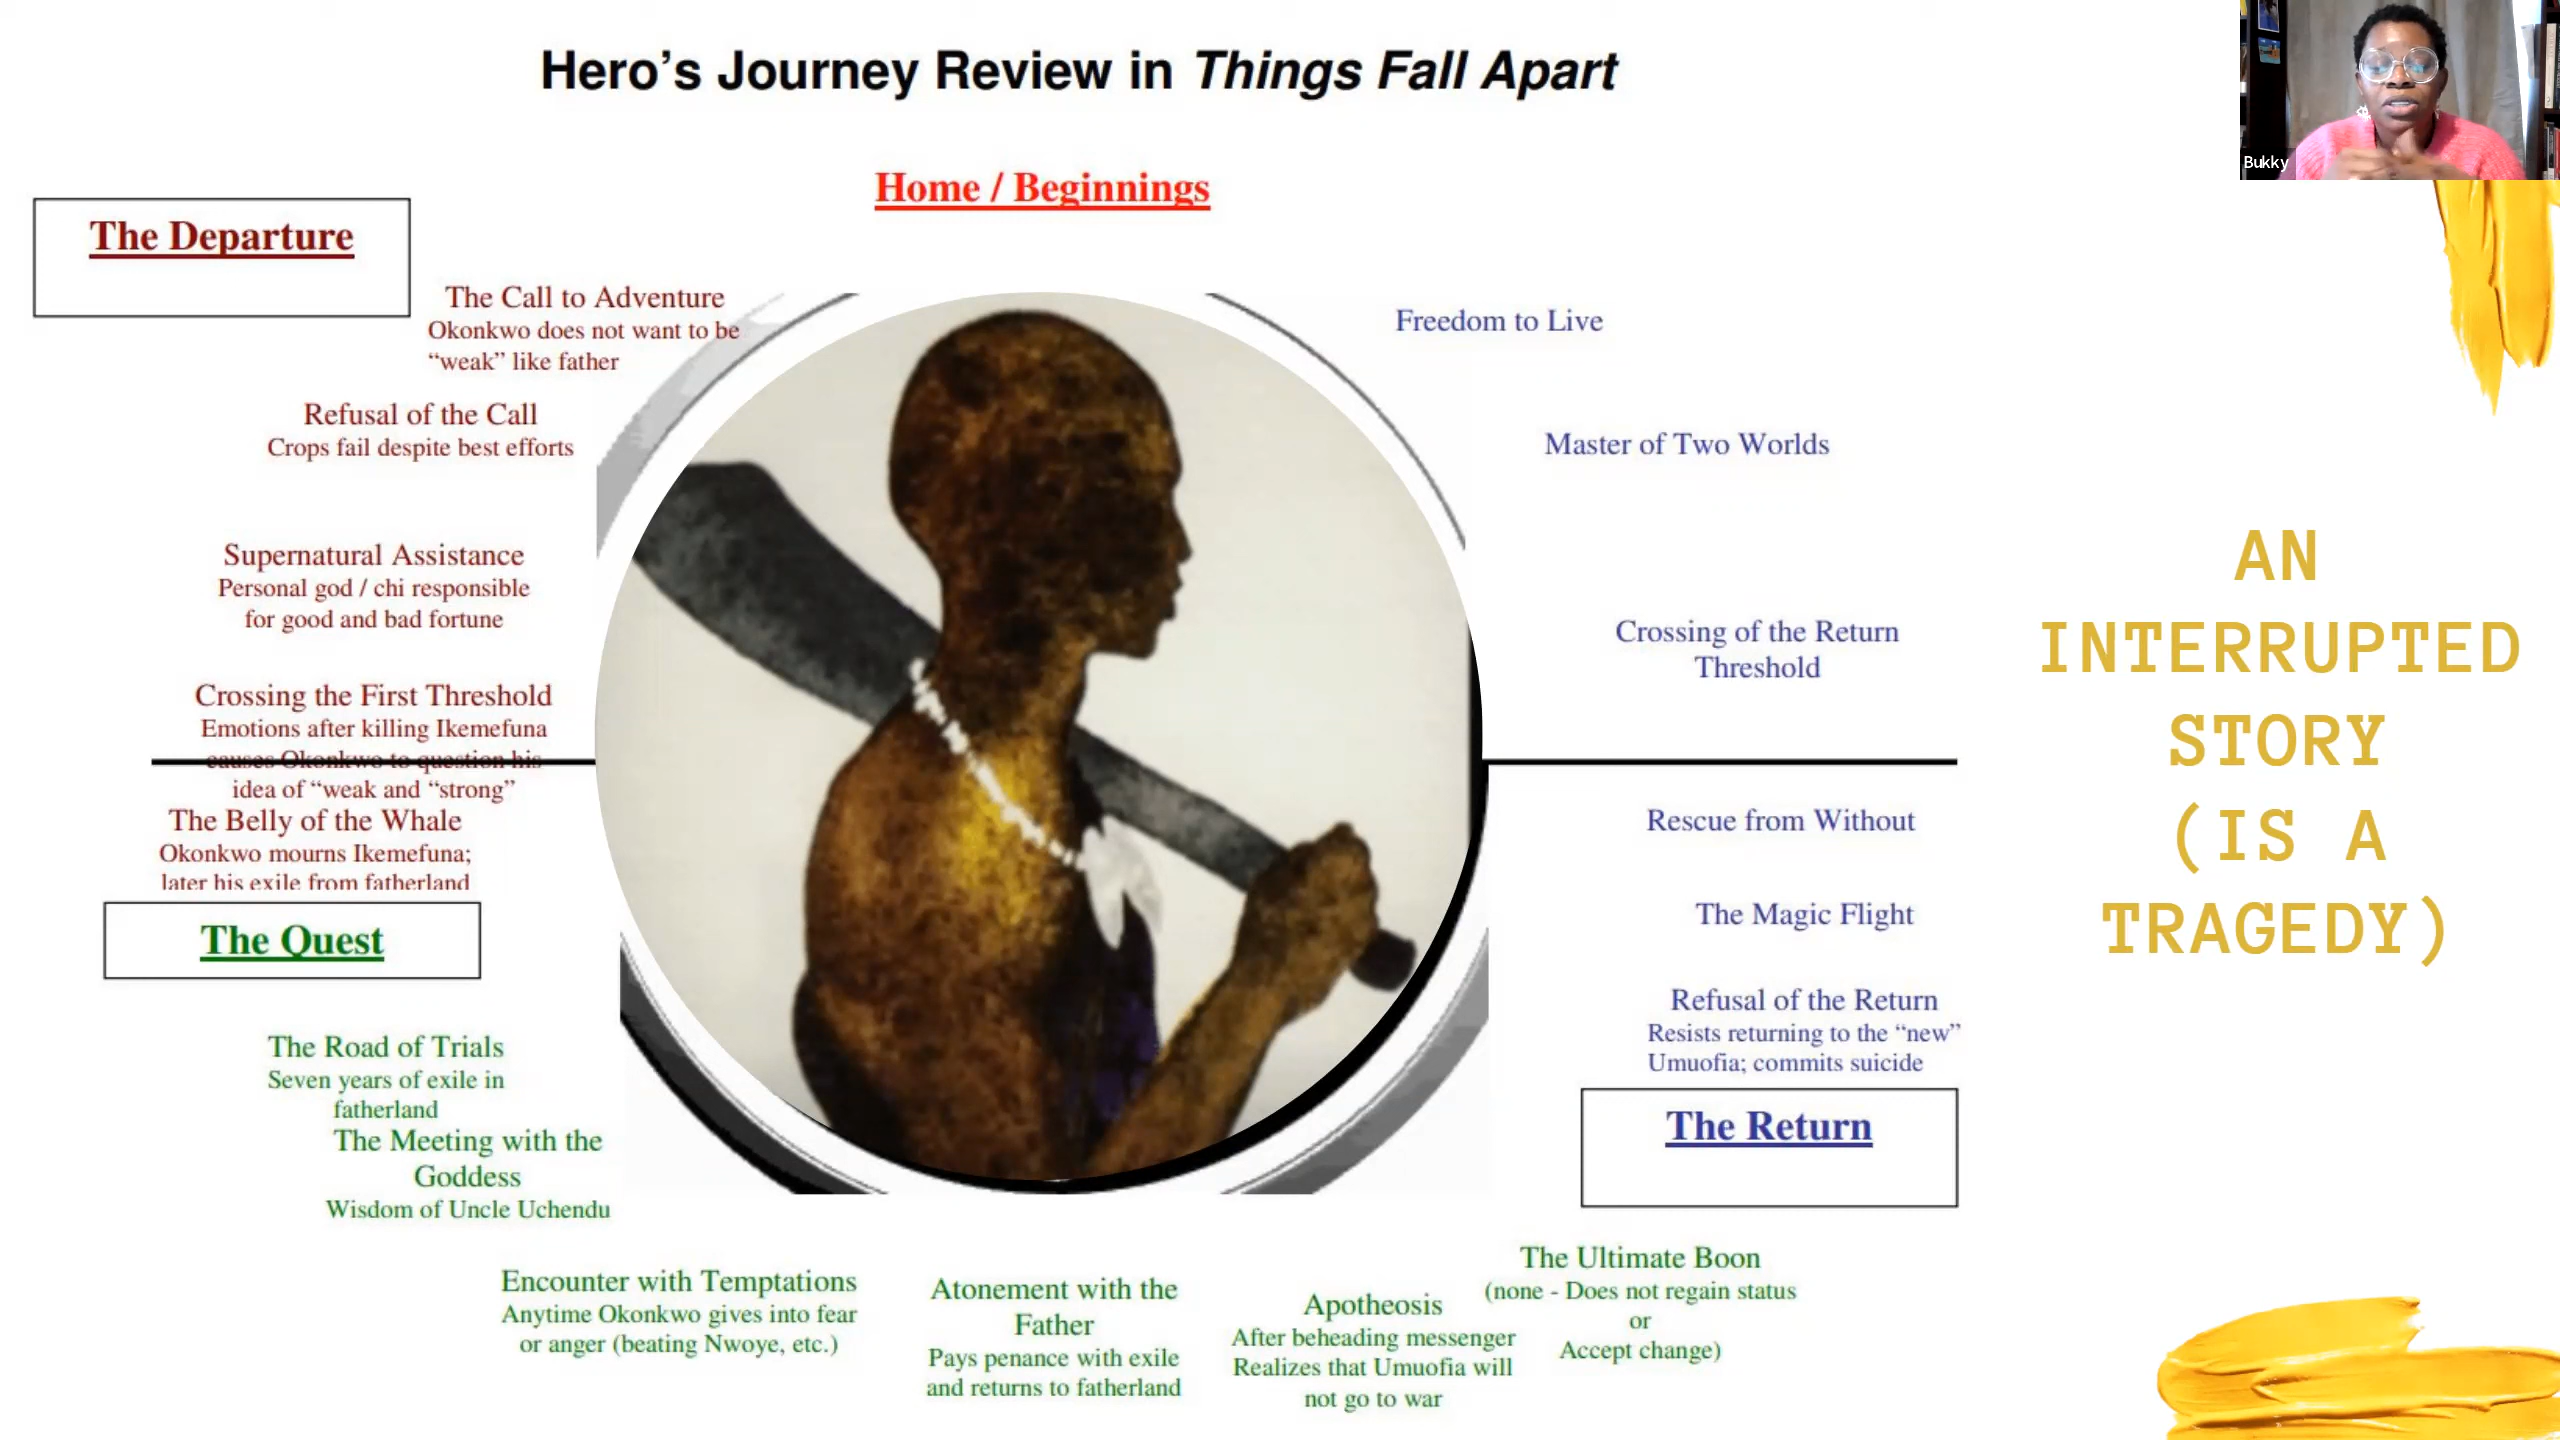 Hero’s Journey Review in Things Fall Apart
Bukky
Home / Beginnings
The Departure
The Call to Adventure
Okonkwo does not want to be
“weak” like father
Refusal of the Call
Crops fail despite best efforts
Supernatural Assistance
Personal god / chi responsible
for good and bad fortune
Crossing the First Threshold
Emotions after killing Ikemefuna
causes Okonkwo to question his
idea of “weak and “strong”
The Belly of the Whale
Okonkwo mourns Ikemefuna;
later his exile from fatherland
The Quest
The Road of Trials
Seven years of exile in
fatherland
The Meeting with the
Goddess
Wisdom of Uncle Uchendu
Encounter with Temptations
Anytime Okonkwo gives into fear
or anger (beating Nwoye, etc.)
Atonement with the
Father
Pays penance with exile
and returns to fatherland
Apotheosis
After beheading messenger
Realizes that Umuofia will
not go to war
The Ultimate Boon
(none - Does not regain status
or
Accept change)
The Return
Refusal of the Return
Resists returning to the “new”
Umuofia; commits suicide
The Magic Flight
Rescue from Without
Crossing of the Return
Threshold
Master of Two Worlds
Freedom to Live
AN
INTERRUPTED
STORY
(IS A
TRAGEDY)